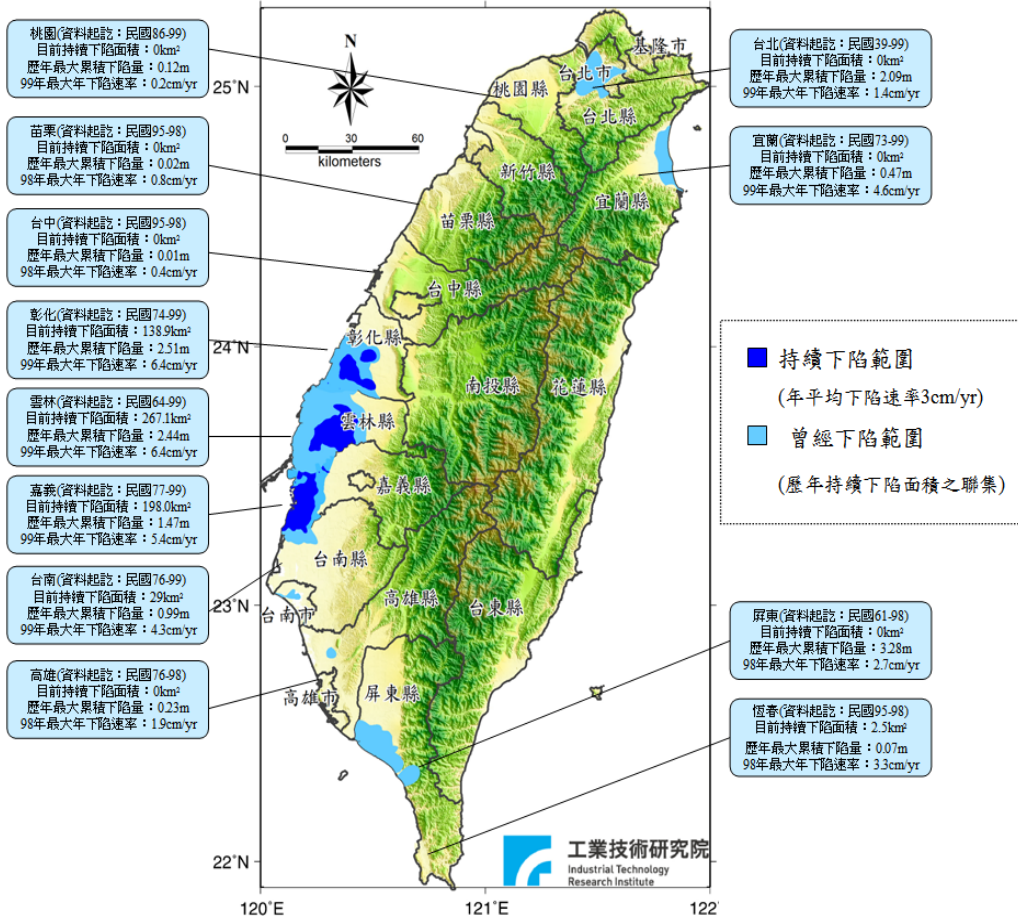 桃園(資料起訖：民國86-99)
目前持續下陷面積：0km²
歷年最大累積下陷量：0.12m
99年最大年下陷速率：0.2cm/yr
苗栗(資料起訖：民國95-98)
目前持續下陷面積：0km²
歷年最大累積下陷量：0.02m
98年最大年下陷速率：0.8cm/yr
台中(資料起訖：民國95-98)
目前持續下陷面積：0km²
歷年最大累積下陷量：0.01m
98年最大年下陷速率：0.4cm/yr
彰化(資料起訖：民國74-99)
目前持續下陷面積：138.9km²
歷年最大累積下陷量：2.51m
99年最大年下陷速率：6.4cm/yr
雲林(資料起訖：民國64-99)
目前持續下陷面積：267.1km²
歷年最大累積下陷量：2.44m
99年最大年下陷速率：6.4cm/yr
嘉義(資料起訖：民國77-99)
目前持續下陷面積：198.0km²
歷年最大累積下陷量：1.47m
99年最大年下陷速率：5.4cm/yr
台南(資料起訖：民國76-99)
目前持續下陷面積：29km²
歷年最大累積下陷量：0.99m
99年最大年下陷速率：4.3cm/yr
高雄(資料起訖：民國76-98)
目前持續下陷面積：0km²
歷年最大累積下陷量：0.23m
98年最大年下陷速率：1.9cm/yr
N
0 30 60
kilometers
25°N
24°N
23°N
22°N
120°E
121°E
122
基隆市
台北市
桃園縣
台北縣
新竹縣
宜蘭縣
苗栗縣
台中縣
彰化縣
南投縣
花蓮縣
雲林縣
嘉義縣
台南縣
台南市
高雄縣
台東縣
高雄市
屏東縣
工業技術研究院
Industrial Technology
Research Institute
台北(資料起訖：民國39-99)
目前持續下陷面積：0km²
歷年最大累積下陷量：2.09m
99年最大年下陷速率：1.4cm/yr
宜蘭(資料起訖：民國73-99)
目前持續下陷面積：0km²
歷年最大累積下陷量：0.47m
99年最大年下陷速率：4.6cm/yr
持續下陷範圍
(年平均下陷速率3cm/yr)
曾經下陷範圍
(歷年持續下陷面積之聯集)
屏東(資料起訖：民國61-98)
目前持續下陷面積：0km²
歷年最大累積下陷量：3.28m
98年最大年下陷速率：2.7cm/yr
恆春(資料起訖：民國95-98)
目前持續下陷面積：2.5km²
歷年最大累積下陷量：0.07m
98年最大年下陷速率：3.3cm/yr